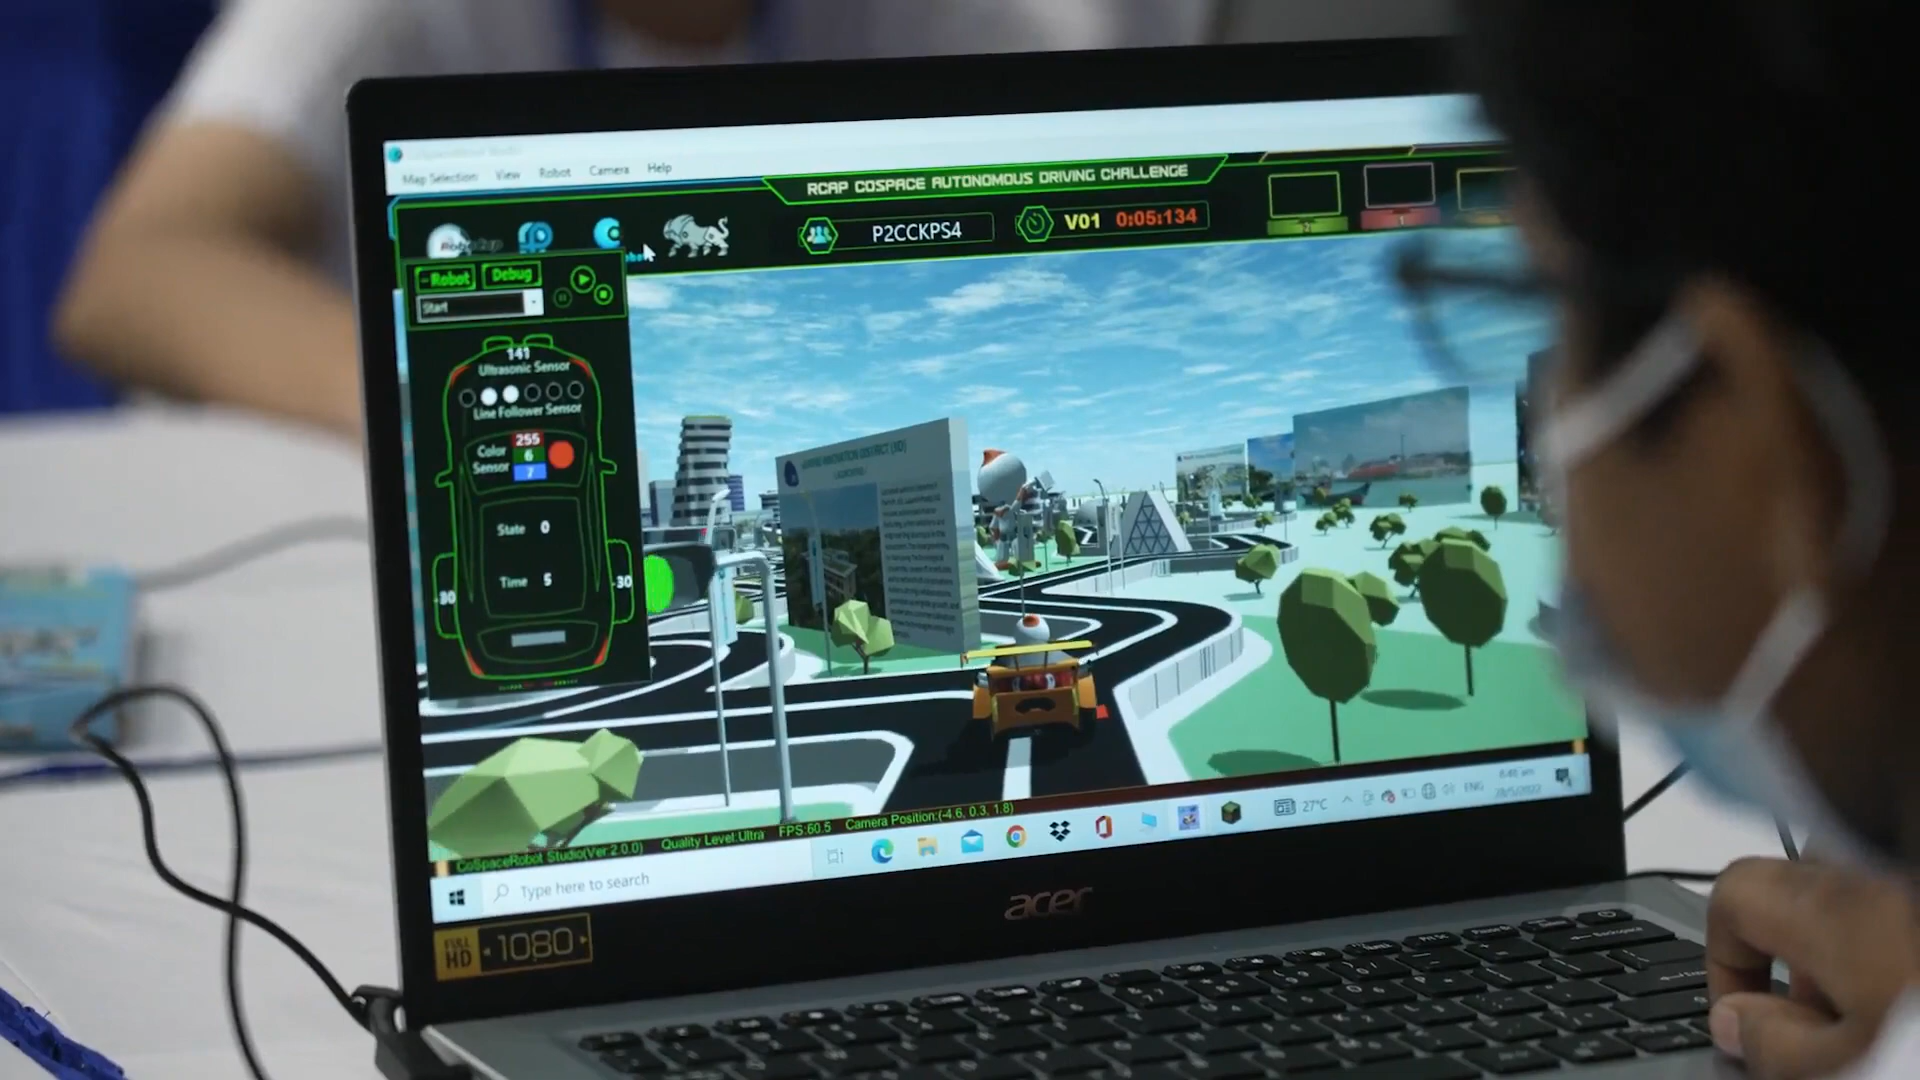 Map Selection View Robot Camera Help
RCAP COSPACE AUTONOMOUS DRIVING CHALLENGE
P2CCKPS4
V01 0:05:134
Robot Debug
Start
141
Ultrasonic Sensor
Line Follower Sensor
Color Sensor
255
6
7
State 0
Time 5
30
30
CoSpaceRobot Studio(Ver:2.0.0) Quality Level:Ultra FPS:60.5 Camera Position:(-4.6, 0.3, 1.8)
Type here to search
27°C
ENG
acer
FULL HD 1080